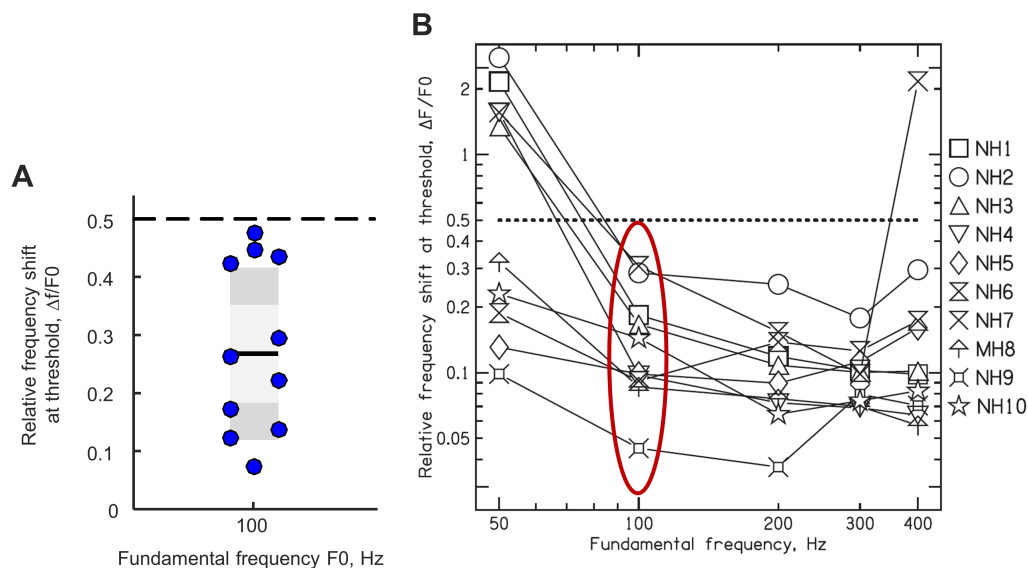 A
Relative frequency shift
at threshold, Δf/F0
0.5
0.4
0.3
0.2
0.1
0
100
Fundamental frequency F0, Hz
B
Relative frequency shift at threshold, ΔF/F0
2
1
0.5
0.4
0.3
0.2
0.1
0.05
50
100
200
300
400
Fundamental frequency, Hz
NH1
NH2
NH3
NH4
NH5
NH6
NH7
MH8
NH9
NH10